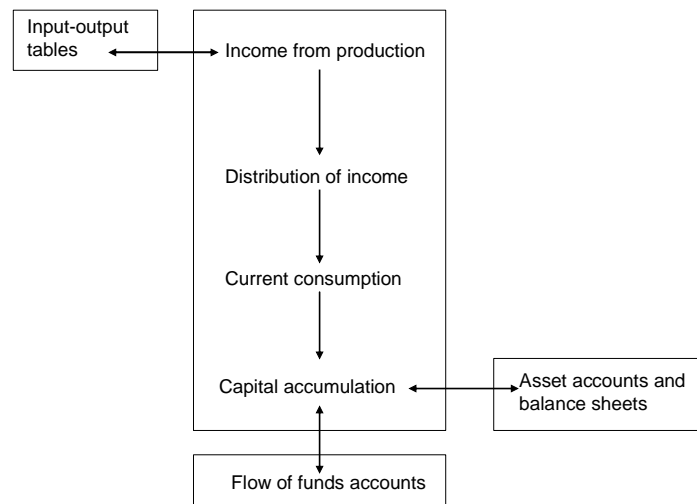 Input-output
tables
Income from production
Distribution of income
Current consumption
Capital accumulation
Asset accounts and
balance sheets
Flow of funds accounts